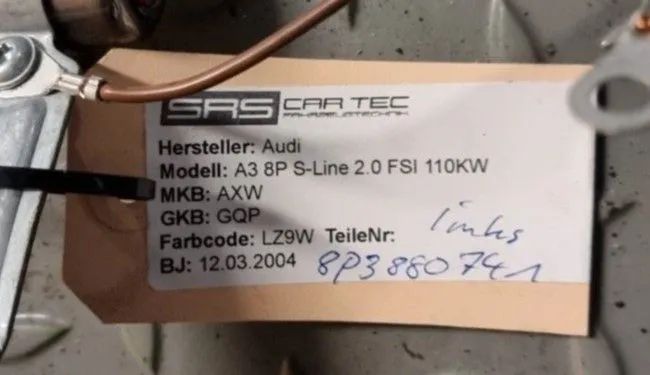 SRS CAR TEC
FAHRZEUGTECHNIK
Hersteller: Audi
Modell: A3 8P S-Line 2.0 FSI 110KW
MKB: AXW
GKB: GQP
links
Farbcode: LZ9W TeileNr:
BJ: 12.03.2004 8P3880741